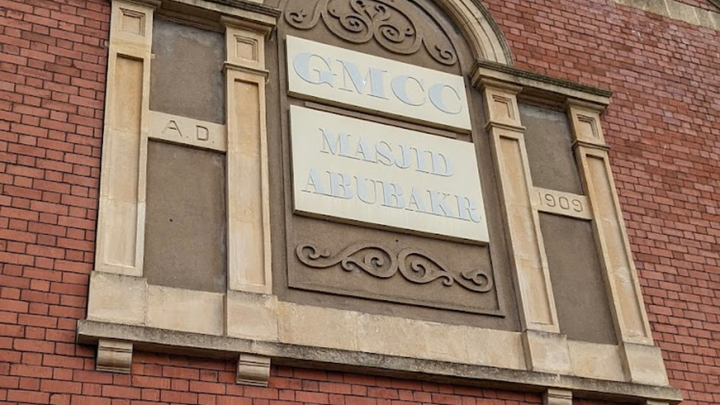 GMCC
MASJID
ABUBAKR
A.D.
1909